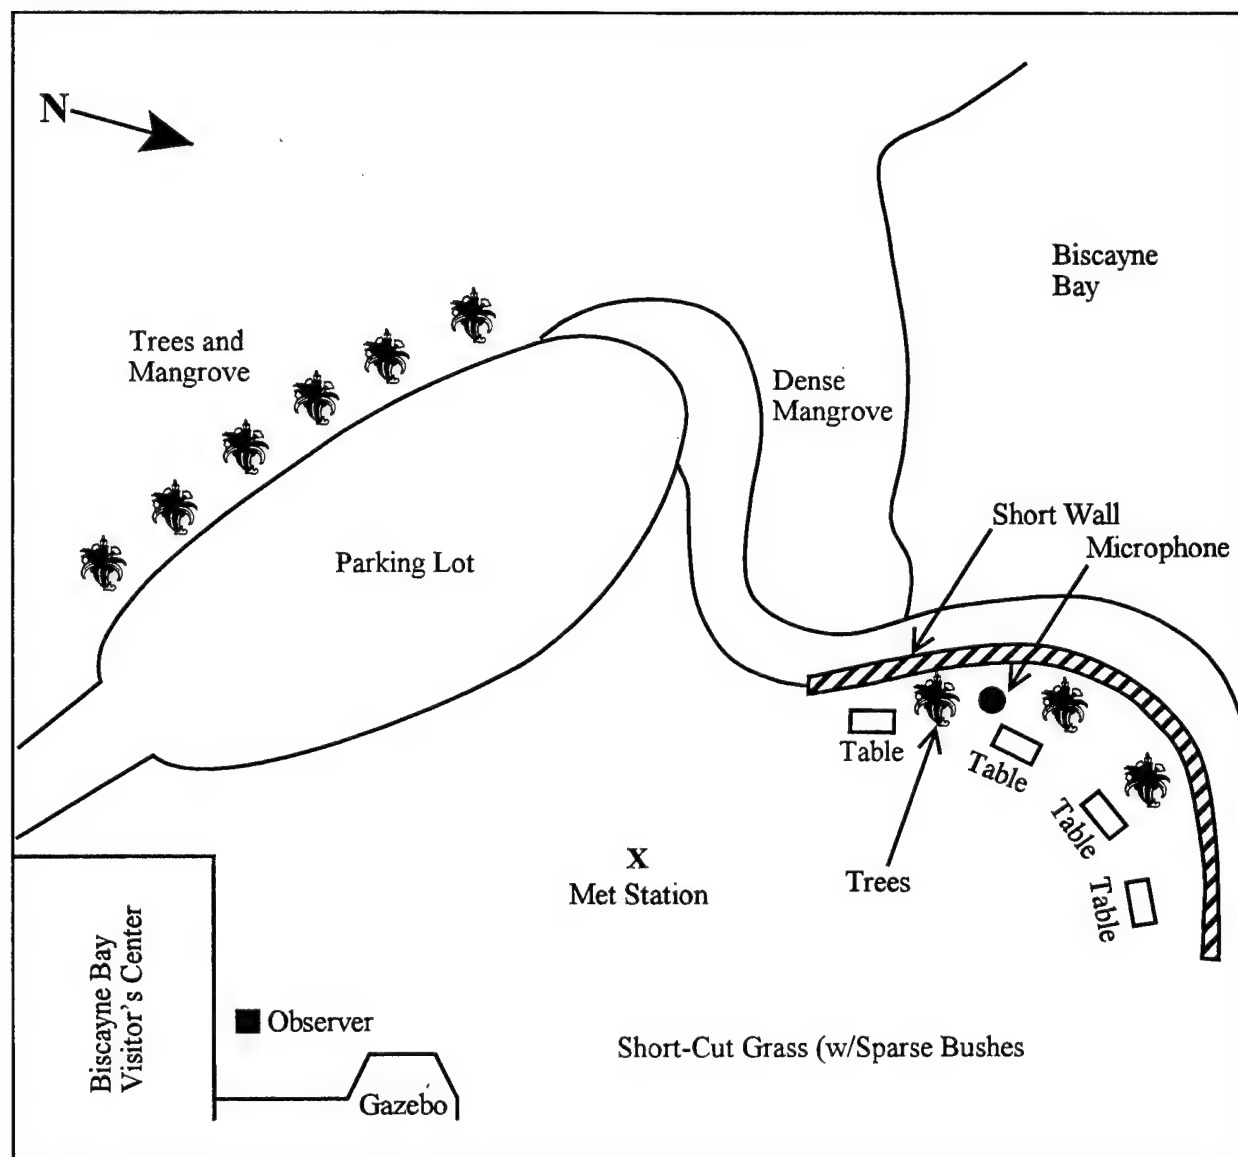 N
Biscayne
Bay
Trees and
Mangrove
Dense
Mangrove
Short Wall
Microphone
Parking Lot
Table
Table
Table
Table
Trees
X
Met Station
Biscayne Bay
Visitor's Center
Observer
Short-Cut Grass (w/Sparse Bushes
Gazebo